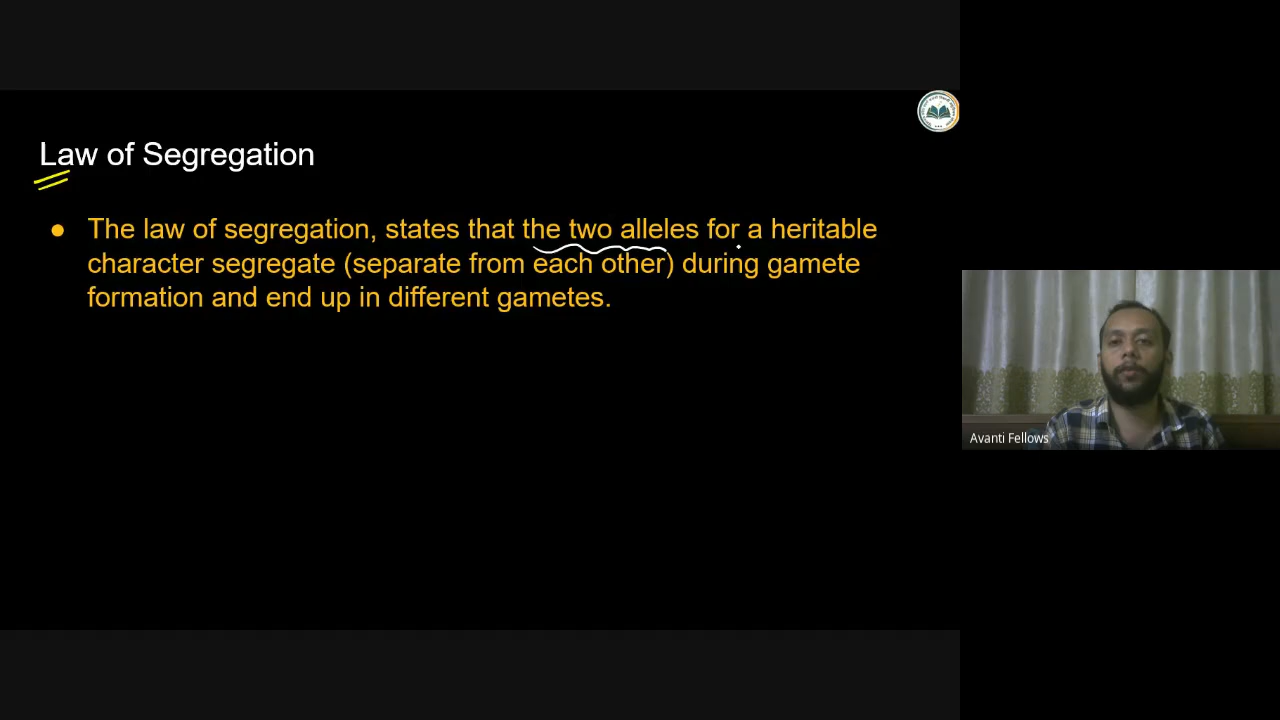 Law of Segregation
● The law of segregation, states that the two alleles for a heritable
character segregate (separate from each other) during gamete
formation and end up in different gametes.
Avanti Fellows